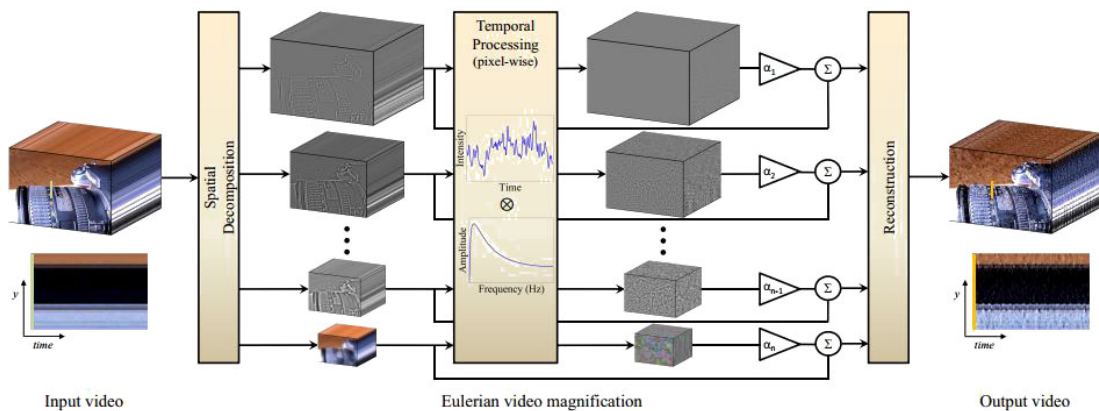 Temporal
Processing
(pixel-wise)
α1
Σ
Intensity
Time
⊗
α2
Σ
Spatial
Decomposition
Reconstruction
Amplitude
Frequency (Hz)
αn-1
Σ
αn
Σ
y
time
y
time
Input video
Eulerian video magnification
Output video